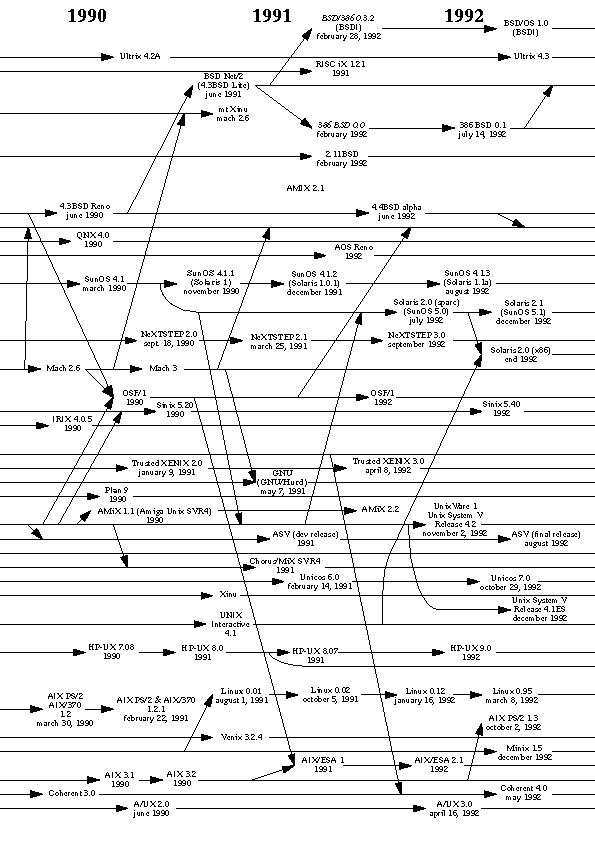 1990
1991
1992
BSD/386 0.3.2
(BSDI)
february 28, 1992
BSD/OS 1.0
(BSDI)
Ultrix 4.2A
Ultrix 4.3
RISC iX 1.21
1991
BSD Net/2
(4.3BSD Lite)
june 1991
mt Xinu
mach 2.6
386 BSD 0.0
february 1992
386 BSD 0.1
july 14, 1992
2.11BSD
february 1992
AMIX 2.1
4.3BSD Reno
june 1990
4.4BSD alpha
june 1992
QNX 4.0
1990
AOS Reno
1992
SunOS 4.1
march 1990
SunOS 4.1.1
(Solaris 1)
november 1990
SunOS 4.1.2
(Solaris 1.0.1)
december 1991
SunOS 4.1.3
(Solaris 1.1a)
august 1992
Solaris 2.0 (sparc)
(SunOS 5.0)
july 1992
Solaris 2.1
(SunOS 5.1)
december 1992
NeXTSTEP 2.0
sept. 18, 1990
NeXTSTEP 2.1
march 25, 1991
NeXTSTEP 3.0
september 1992
Solaris 2.0 (x86)
end 1992
Mach 2.6
Mach 3
OSF/1
1990
OSF/1
1992
Sinix 5.20
1990
Sinix 5.40
1992
IRIX 4.0.5
1990
Trusted XENIX 2.0
january 9, 1991
GNU
(GNU/Hurd)
may 7, 1991
Trusted XENIX 3.0
april 8, 1992
Plan 9
1990
AMiX 1.1 (Amiga Unix SVR4)
1990
AMiX 2.2
UnixWare 1
Unix System V
Release 4.2
november 2, 1992
ASV (dev release)
1991
ASV (final release)
august 1992
Chorus/MiX SVR4
1991
Unicos 6.0
february 14, 1991
Unicos 7.0
october 29, 1992
Xinu
Unix System V
Release 4.1ES
december 1992
UNIX
Interactive
4.1
HP-UX 7.08
1990
HP-UX 8.0
1991
HP-UX 8.07
1991
HP-UX 9.0
1992
AIX PS/2
AIX/370
1.2
march 30, 1990
AIX PS/2 & AIX/370
1.2.1
february 22, 1991
Linux 0.01
august 1, 1991
Linux 0.02
october 5, 1991
Linux 0.12
january 16, 1992
Linux 0.95
march 8, 1992
AIX PS/2 1.3
october 2, 1992
Venix 3.2.4
Minix 1.5
december 1992
AIX/ESA 1
1991
AIX/ESA 2.1
1992
AIX 3.1
1990
AIX 3.2
1990
Coherent 3.0
Coherent 4.0
may 1992
A/UX 2.0
june 1990
A/UX 3.0
april 16, 1992